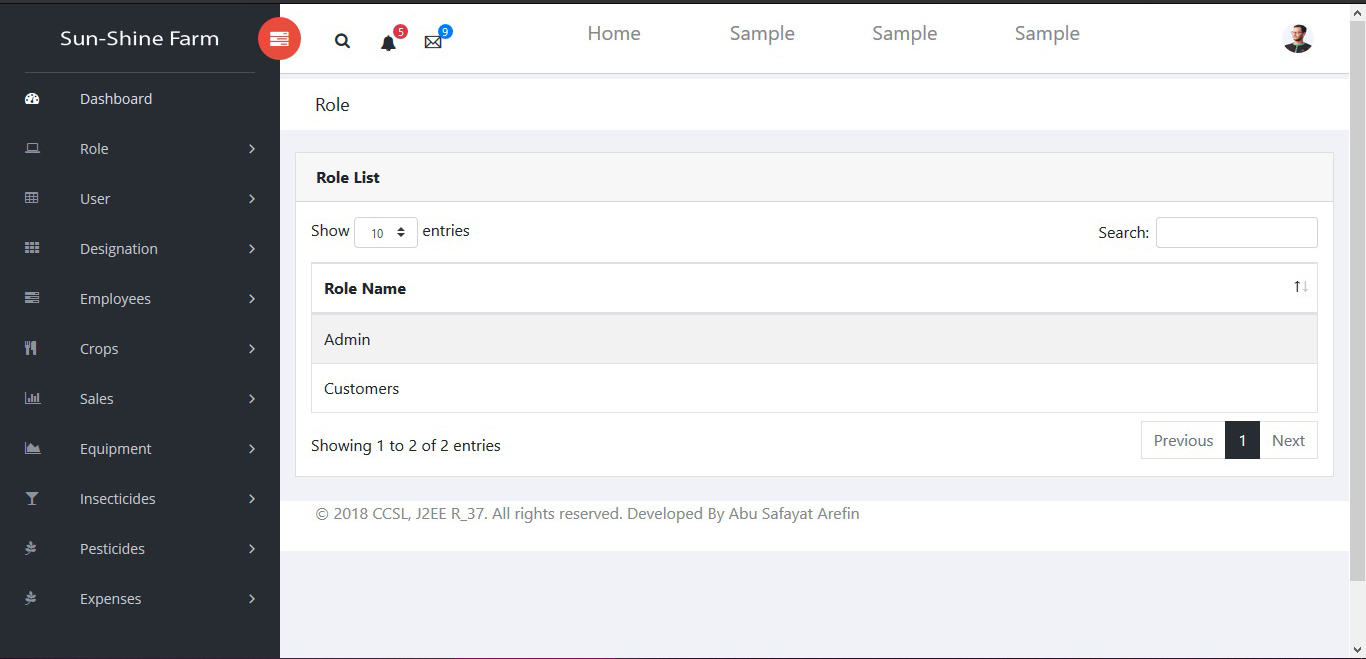 Sun-Shine Farm
5
9
Home
Sample
Sample
Sample
Dashboard
Role
User
Designation
Employees
Crops
Sales
Equipment
Insecticides
Pesticides
Expenses
Role
Role List
Show 10 entries
Search:
Role Name
Admin
Customers
Showing 1 to 2 of 2 entries
Previous 1 Next
© 2018 CCSL, J2EE R_37. All rights reserved. Developed By Abu Safayat Arefin